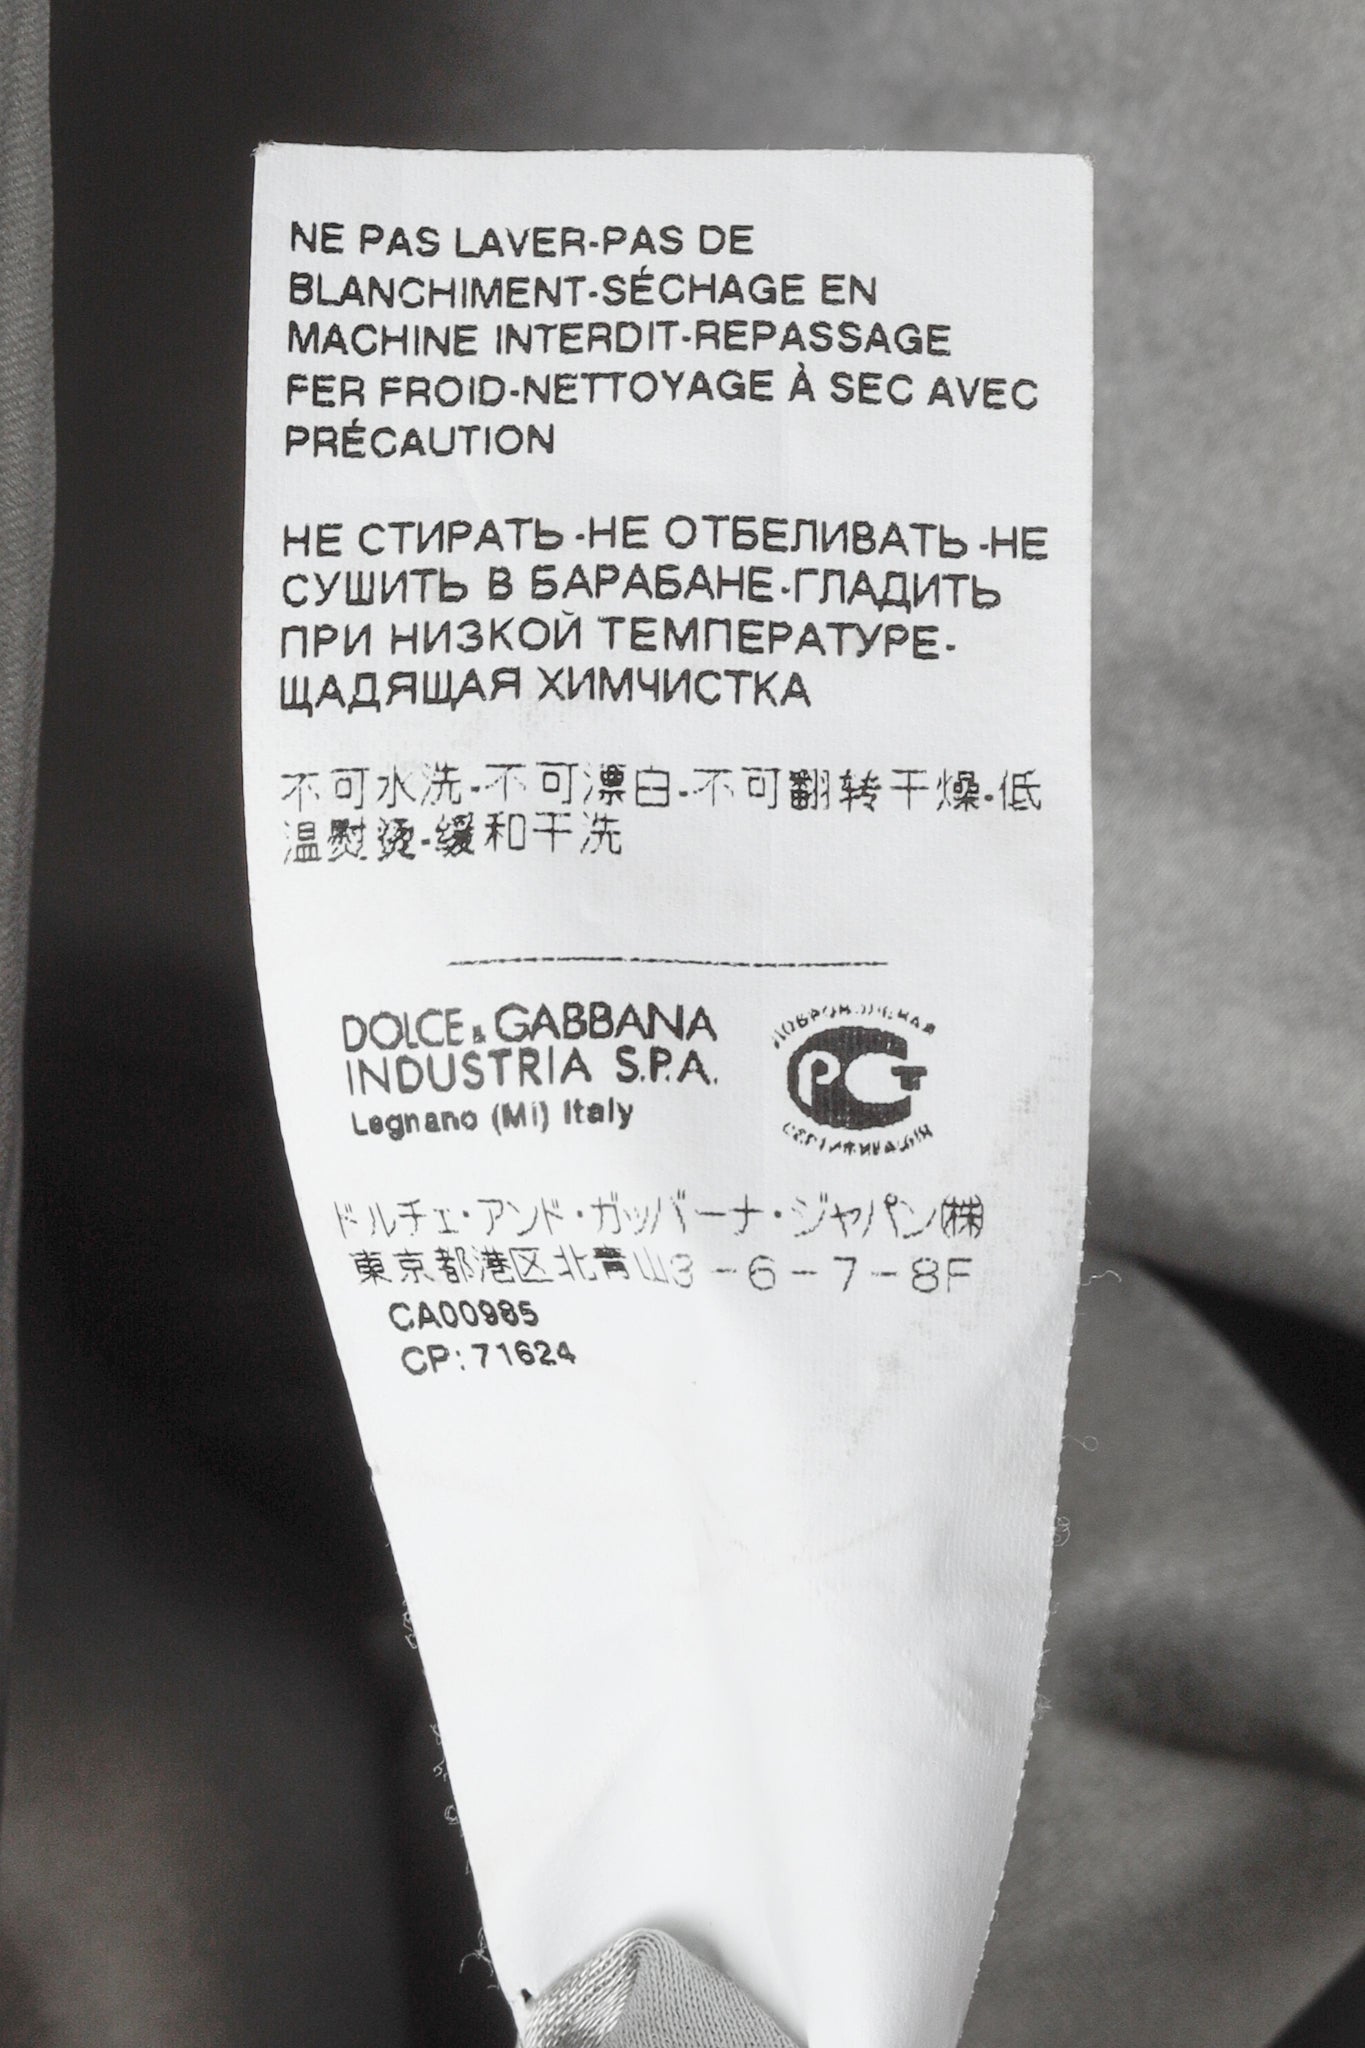 NE PAS LAVER-PAS DE
BLANCHIMENT-SÉCHAGE EN
MACHINE INTERDIT-REPASSAGE
FER FROID-NETTOYAGE À SEC AVEC
PRÉCAUTION
НЕ СТИРАТЬ-НЕ ОТБЕЛИВАТЬ-НЕ
СУШИТЬ В БАРАБАНЕ-ГЛАДИТЬ
ПРИ НИЗКОЙ ТЕМПЕРАТУРЕ-
ЩАДЯЩАЯ ХИМЧИСТКА
不可水洗-不可漂白-不可翻转干燥-低
温熨烫-缓和干洗
DOLCE & GABBANA
INDUSTRIA S.P.A.
Legnano (Mi) Italy
ДОБРОВОЛЬНАЯ
РСТ
СЕРТИФИКАЦИЯ
ドルチェ・アンド・ガッバーナ・ジャパン㈱
東京都港区北青山3-6-7-8F
CA00985
CP:71624